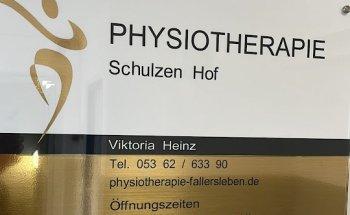 PHYSIOTHERAPIE
Schulzen Hof
Viktoria Heinz
Tel. 053 62 / 633 90
physiotherapie-fallersleben.de
Öffnungszeiten